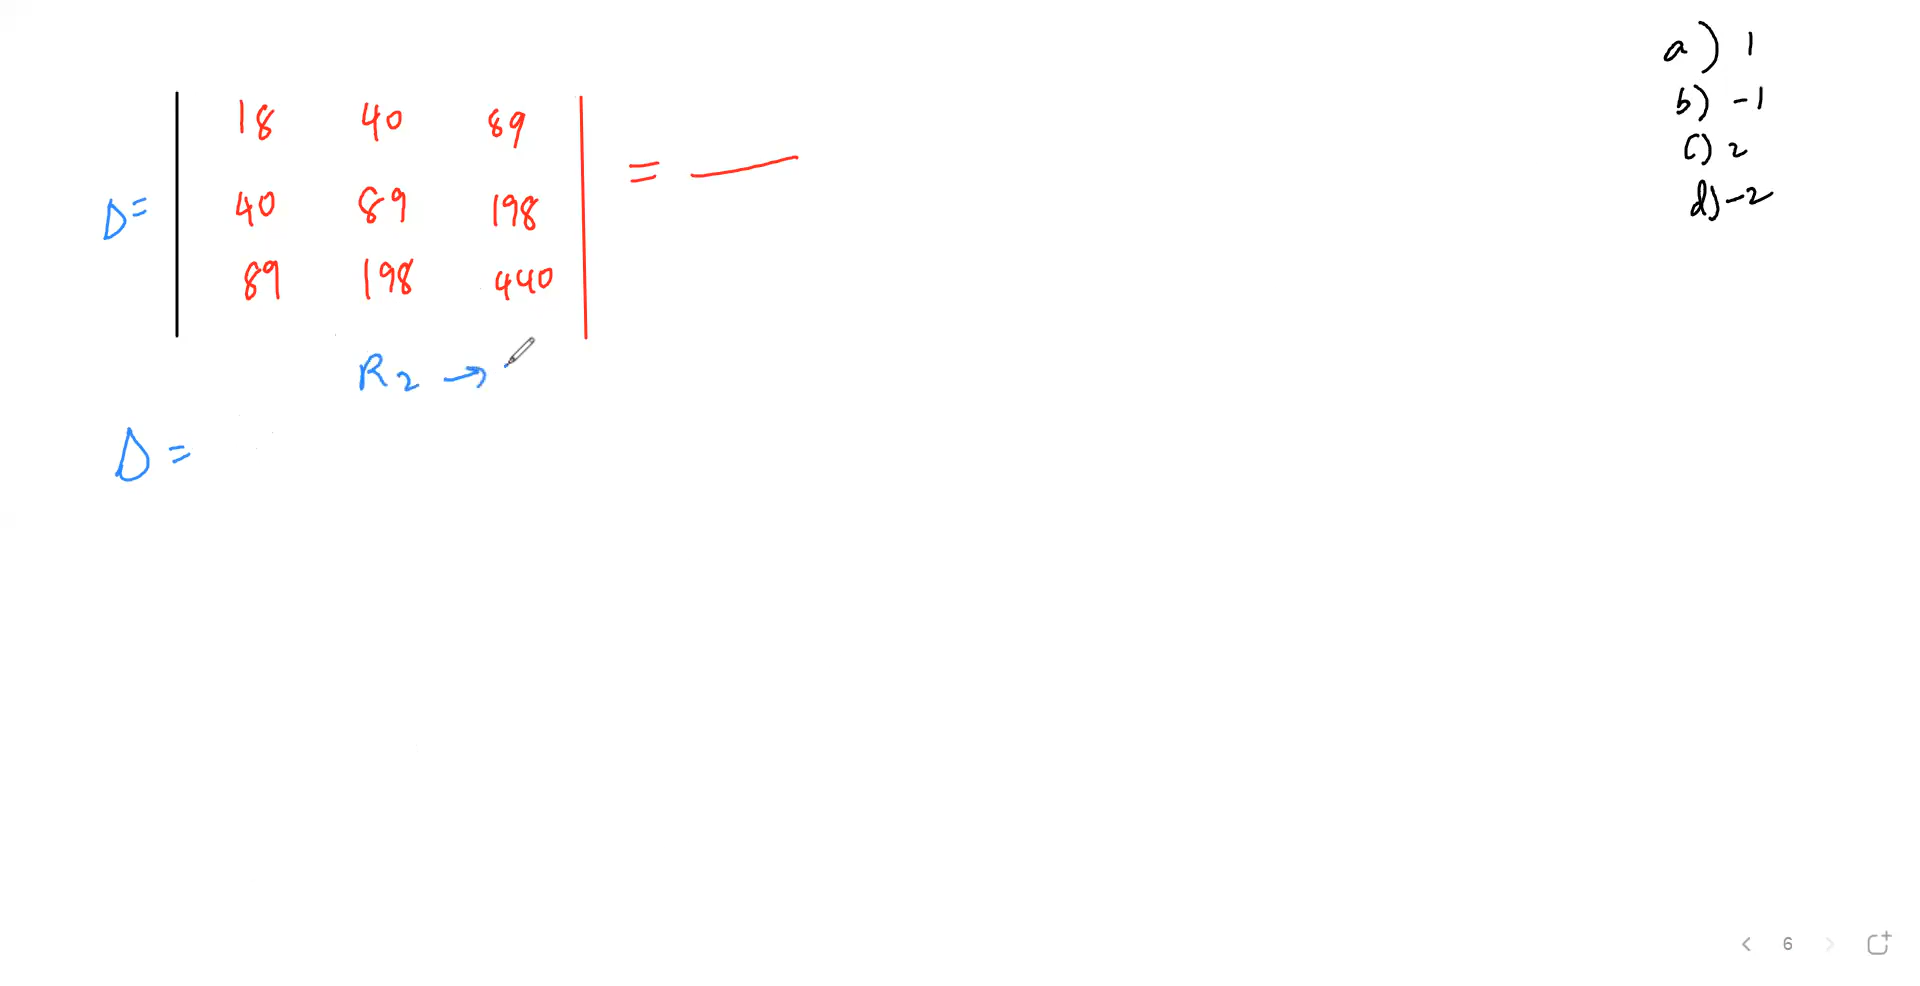 a) 1
b) -1
c) 2
d) -2
Δ = | 18 40 89 | = ____
| 40 89 198 |
| 89 198 440 |
R2 →
Δ =
6